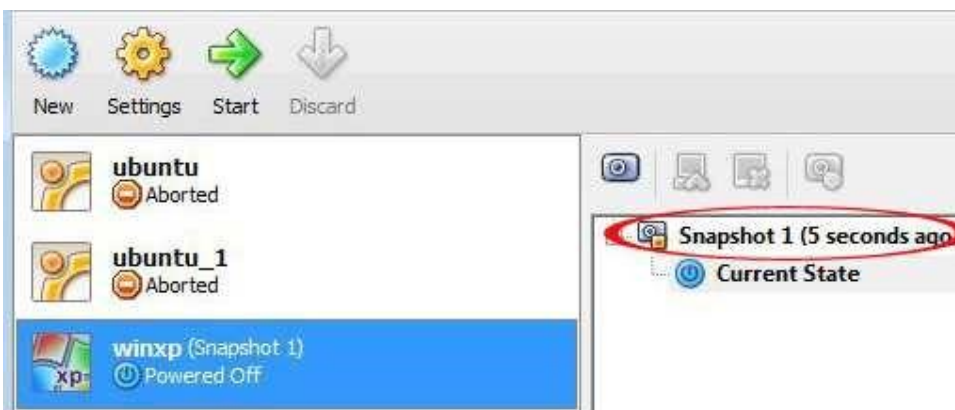 New Settings Start Discard
ubuntu
Aborted
ubuntu_1
Aborted
winxp (Snapshot 1)
Powered Off
xp
Snapshot 1 (5 seconds ago
Current State